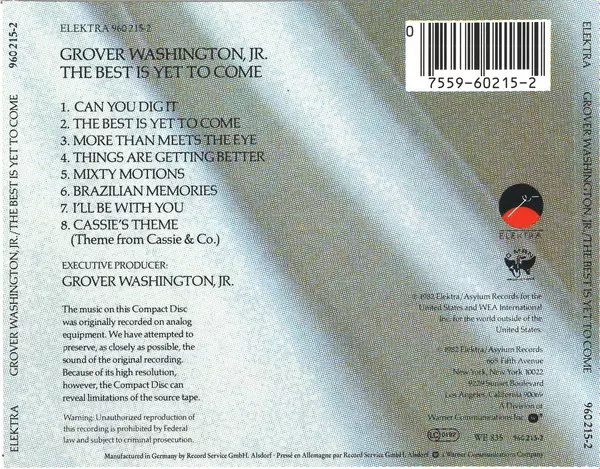 ELEKTRA 960 215-2
GROVER WASHINGTON, JR.
THE BEST IS YET TO COME
1. CAN YOU DIG IT
2. THE BEST IS YET TO COME
3. MORE THAN MEETS THE EYE
4. THINGS ARE GETTING BETTER
5. MIXTY MOTIONS
6. BRAZILIAN MEMORIES
7. I'LL BE WITH YOU
8. CASSIE'S THEME
(Theme from Cassie & Co.)
EXECUTIVE PRODUCER:
GROVER WASHINGTON, JR.
The music on this Compact Disc
was originally recorded on analog
equipment. We have attempted to
preserve, as closely as possible, the
sound of the original recording.
Because of its high resolution,
however, the Compact Disc can
reveal limitations of the source tape.
Warning: Unauthorized reproduction of
this recording is prohibited by Federal
law and subject to criminal prosecution.
0
7559-60215-2
ELEKTRA
℗ 1982 Elektra/Asylum Records for the
United States and WEA International
Inc. for the world outside of the
United States.
© 1982 Elektra/Asylum Records
665 Fifth Avenue
New York, New York 10022
9229 Sunset Boulevard
Los Angeles, California 90069
A Division of
Warner Communications Inc.
WE 835 960 215-2
Manufactured in Germany by Record Service GmbH, Alsdorf · Pressé en Allemagne par Record Service GmbH, Alsdorf a Warner Communications Company
ELEKTRA GROVER WASHINGTON, JR./THE BEST IS YET TO COME 960 215-2
ELEKTRA GROVER WASHINGTON, JR./THE BEST IS YET TO COME 960 215-2